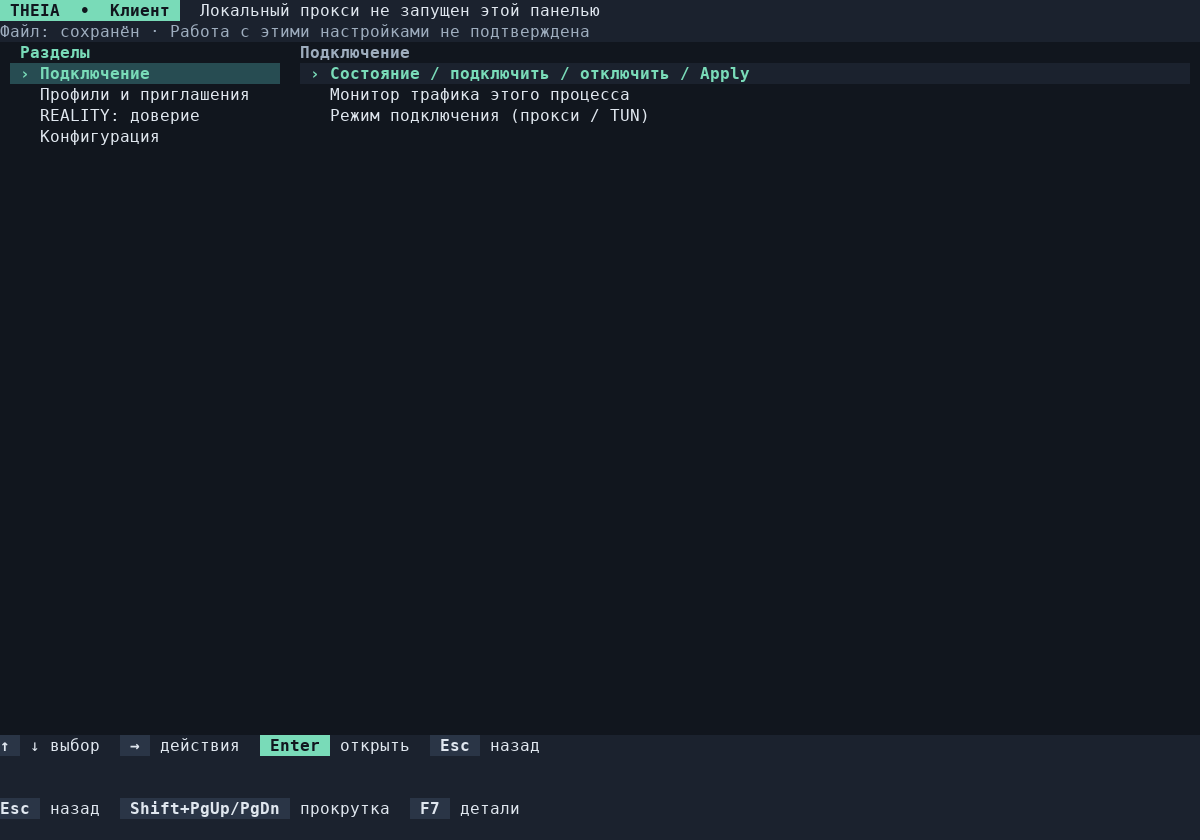 THEIA • Клиент Локальный прокси не запущен этой панелью
Файл: сохранён · Работа с этими настройками не подтверждена
Разделы
› Подключение
Профили и приглашения
REALITY: доверие
Конфигурация
Подключение
› Состояние / подключить / отключить / Apply
Монитор трафика этого процесса
Режим подключения (прокси / TUN)
↑ ↓ выбор → действия Enter открыть Esc назад
Esc назад Shift+PgUp/PgDn прокрутка F7 детали